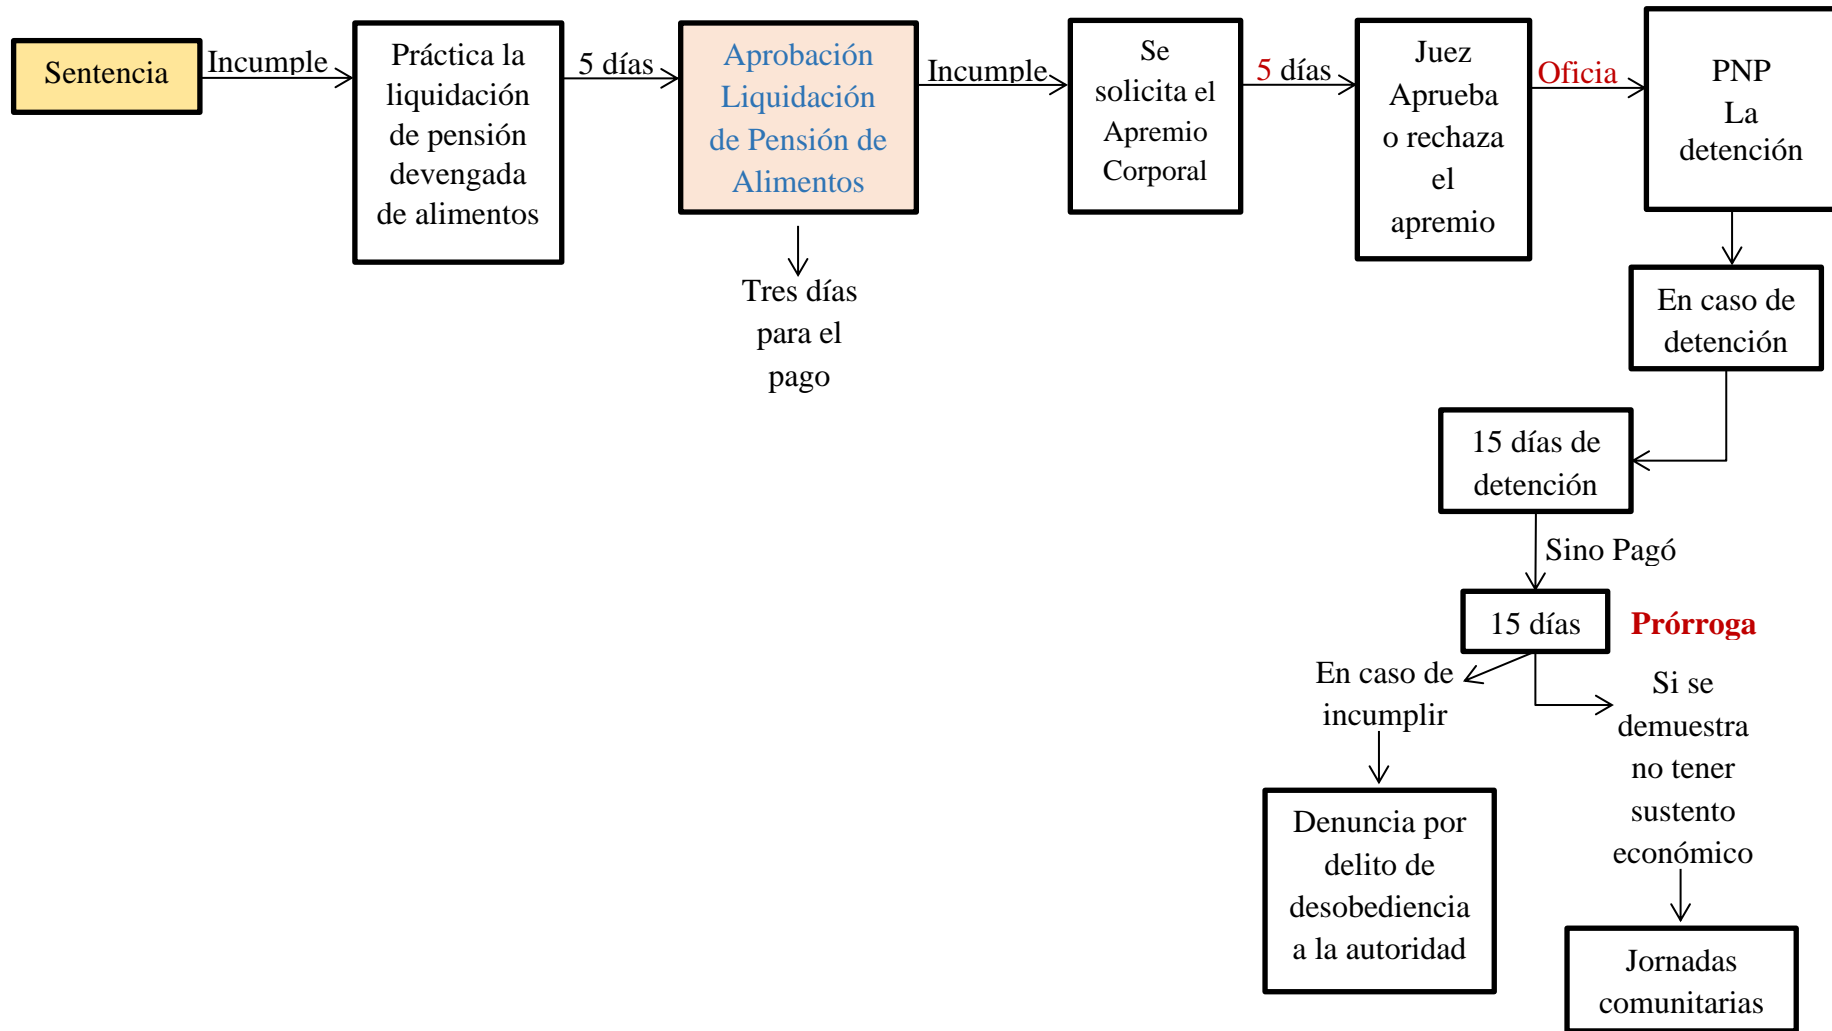 Sentencia
Incumple
Práctica la
liquidación
de pensión
devengada
de alimentos
5 días
Aprobación
Liquidación
de Pensión de
Alimentos
Tres días
para el
pago
Incumple
Se
solicita el
Apremio
Corporal
5 días
Juez
Aprueba
o rechaza
el
apremio
Oficia
PNP
La
detención
En caso de
detención
15 días de
detención
Sino Pagó
15 días
Prórroga
En caso de
incumplir
Denuncia por
delito de
desobediencia
a la autoridad
Si se
demuestra
no tener
sustento
económico
Jornadas
comunitarias